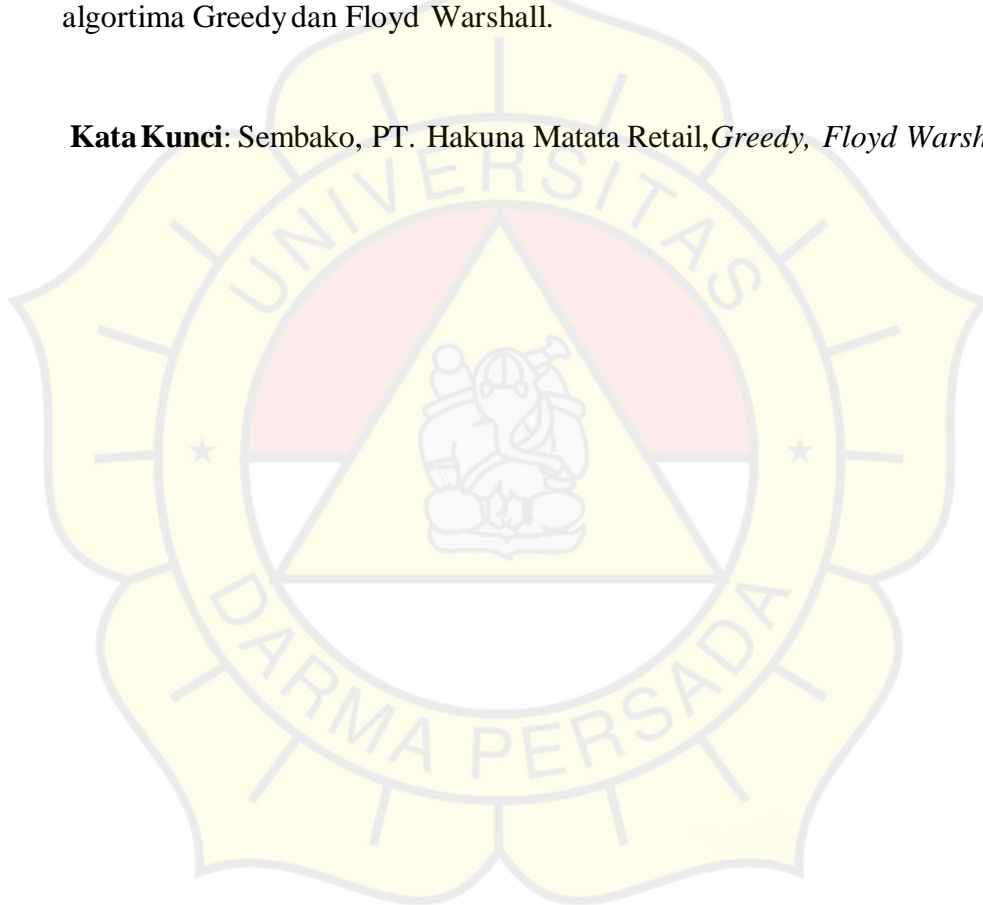 algortima Greedy dan Floyd Warshall.
Kata Kunci: Sembako, PT. Hakuna Matata Retail,Greedy, Floyd Warsh
UNIVERSITAS
DARMA PERSADA